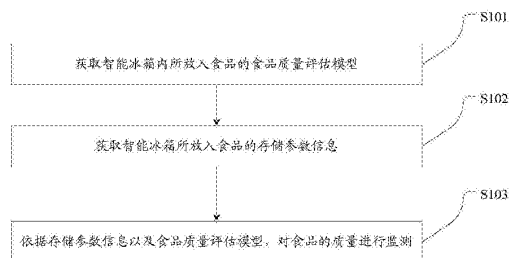 S101
获取智能冰箱内所放入食品的食品质量评估模型
S102
获取智能冰箱所放入食品的存储参数信息
S103
依据存储参数信息以及食品质量评估模型，对食品的质量进行监测